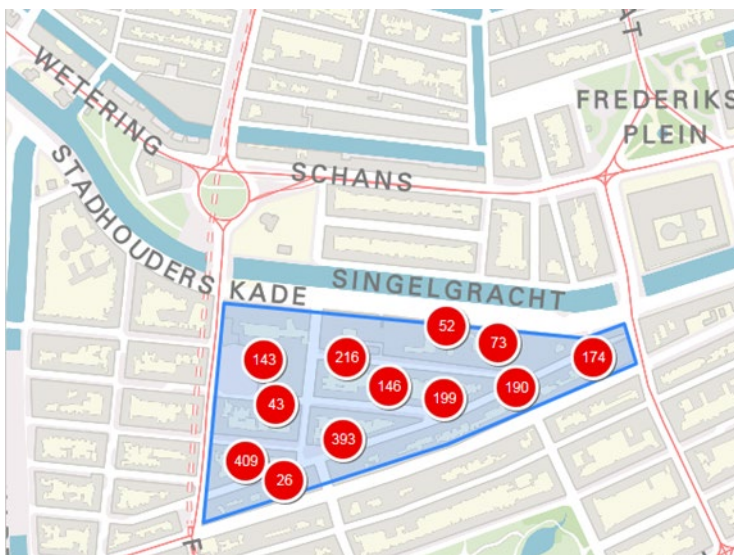 WETERING
SCHANS
FREDERIKS
PLEIN
AT
STADHOUDERS KADE
SINGELGRACHT
52
73
143
216
174
146
190
43
199
393
409
26
F